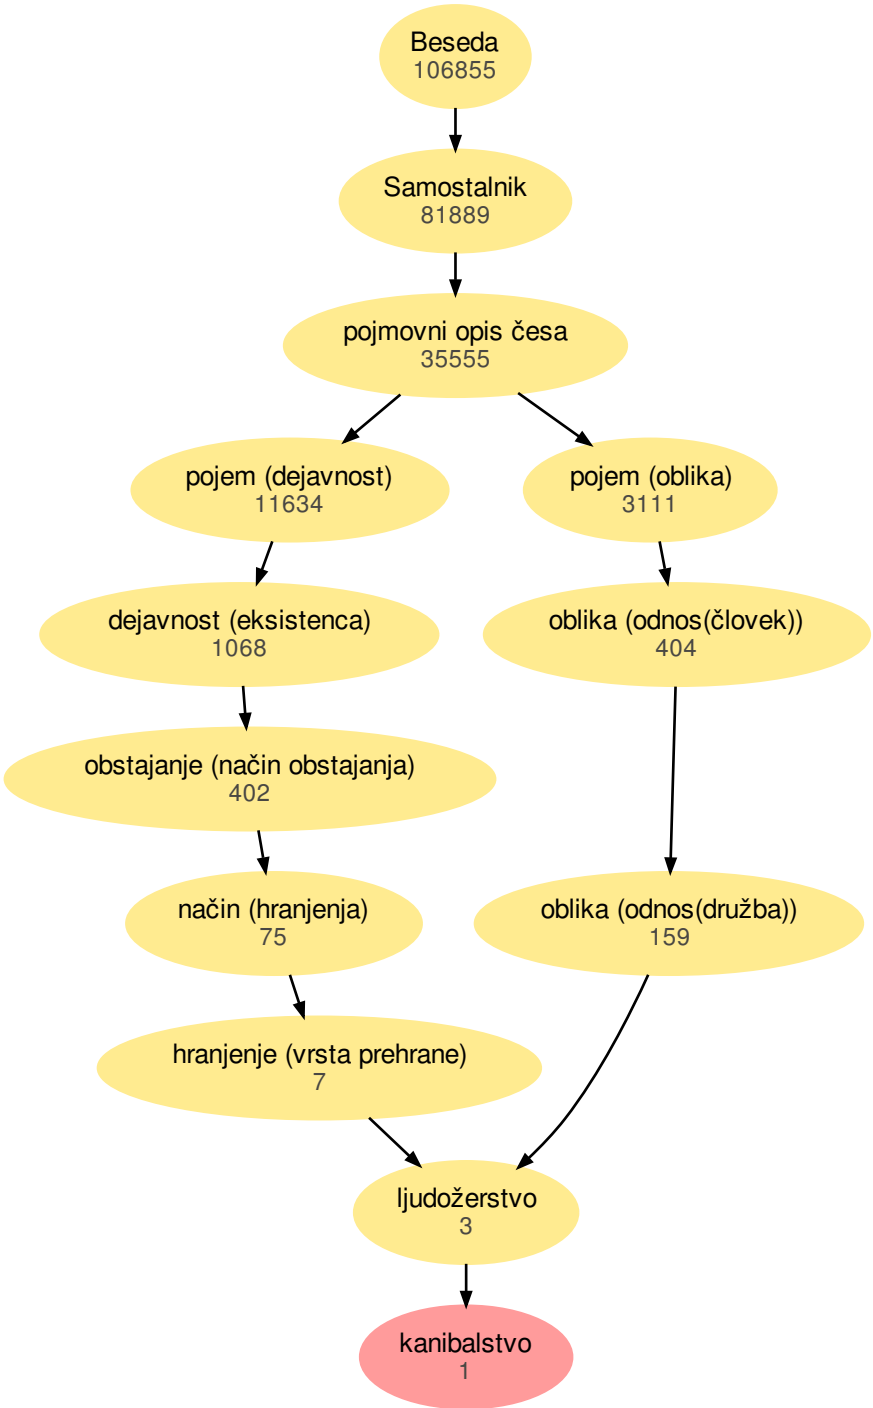 Beseda
106855
Samostalnik
81889
pojmovni opis česa
35555
pojem (dejavnost)
11634
pojem (oblika)
3111
dejavnost (eksistenca)
1068
oblika (odnos(človek))
404
obstajanje (način obstajanja)
402
način (hranjenja)
75
oblika (odnos(družba))
159
hranjenje (vrsta prehrane)
7
ljudožerstvo
3
kanibalstvo
1